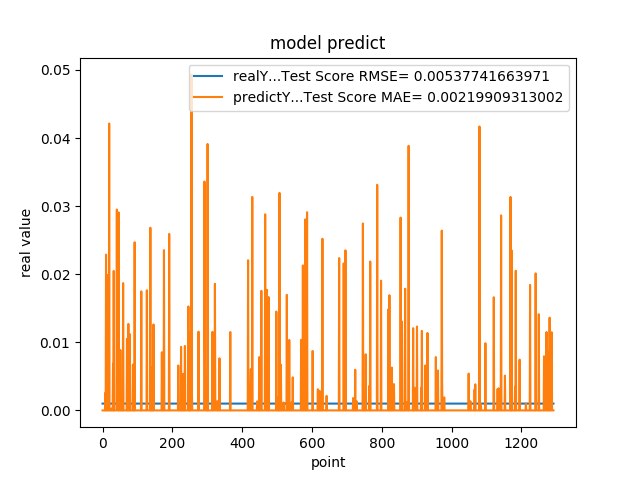 model predict
realY...Test Score RMSE= 0.00537741663971
predictY...Test Score MAE= 0.00219909313002
0.05
0.04
0.03
0.02
0.01
0.00
real value
0 200 400 600 800 1000 1200
point